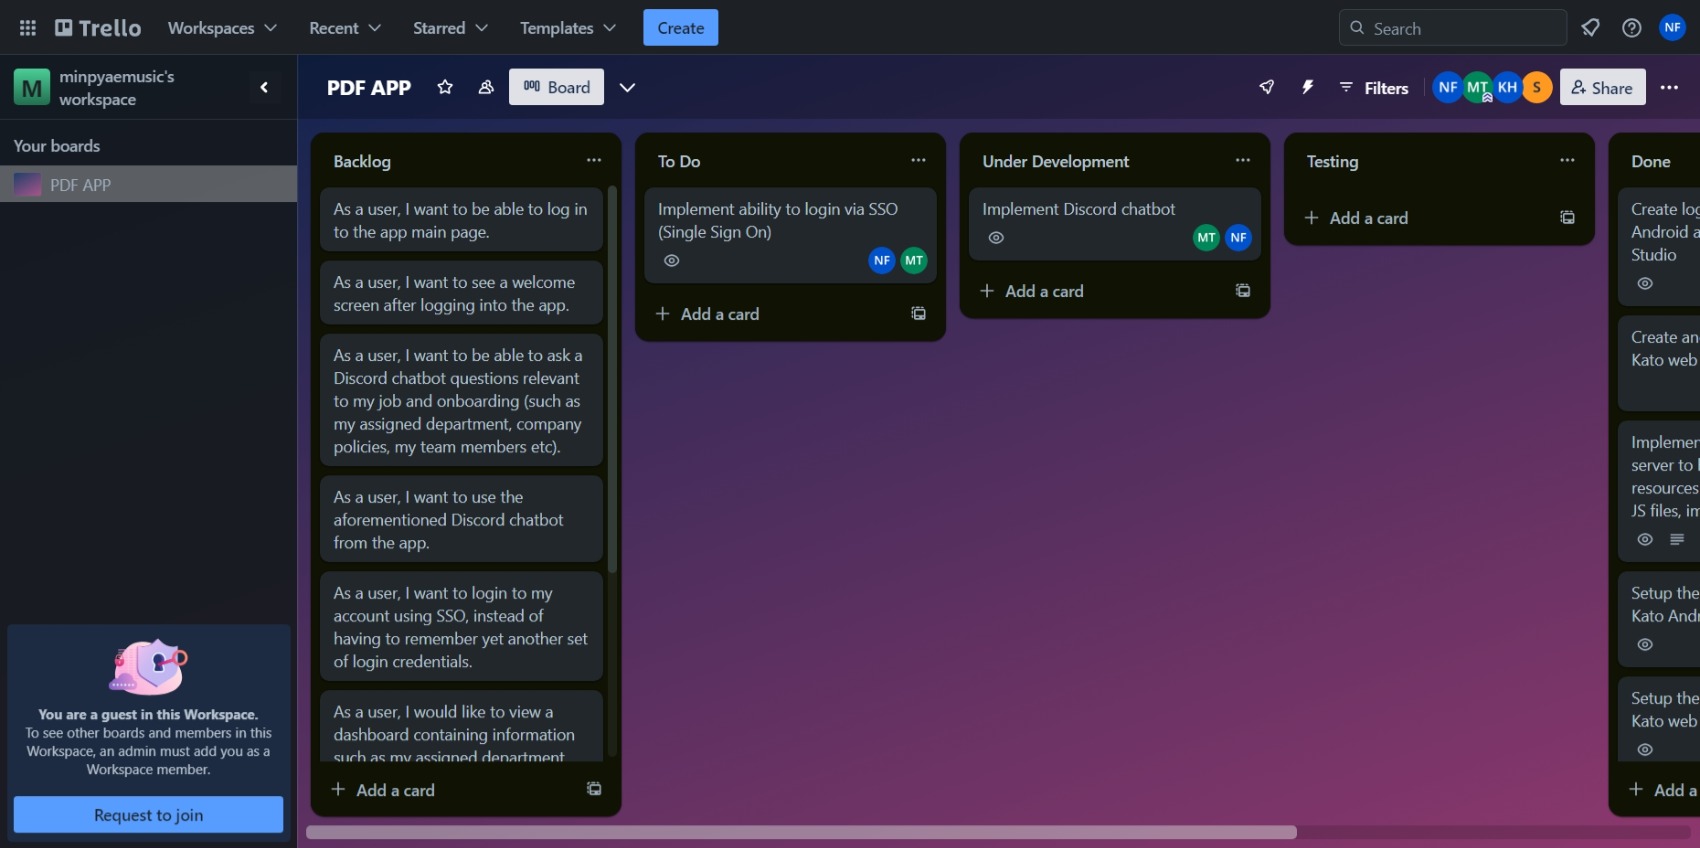 Trello
Workspaces
Recent
Starred
Templates
Create
Search
NF
M
minpyaemusic's
workspace
PDF APP
Board
Filters
NF
MT
KH
S
Share
Your boards
PDF APP
You are a guest in this Workspace.
To see other boards and members in this
Workspace, an admin must add you as a
Workspace member.
Request to join
Backlog
As a user, I want to be able to log in
to the app main page.
As a user, I want to see a welcome
screen after logging into the app.
As a user, I want to be able to ask a
Discord chatbot questions relevant
to my job and onboarding (such as
my assigned department, company
policies, my team members etc).
As a user, I want to use the
aforementioned Discord chatbot
from the app.
As a user, I want to login to my
account using SSO, instead of
having to remember yet another set
of login credentials.
As a user, I would like to view a
dashboard containing information
such as my assigned department
+ Add a card
To Do
Implement ability to login via SSO
(Single Sign On)
NF
MT
+ Add a card
Under Development
Implement Discord chatbot
MT
NF
+ Add a card
Testing
+ Add a card
Done
Create log
Android a
Studio
Create an
Kato web
Implemen
server to
resources
JS files, i
Setup the
Kato Andr
Setup the
Kato web
+ Add a